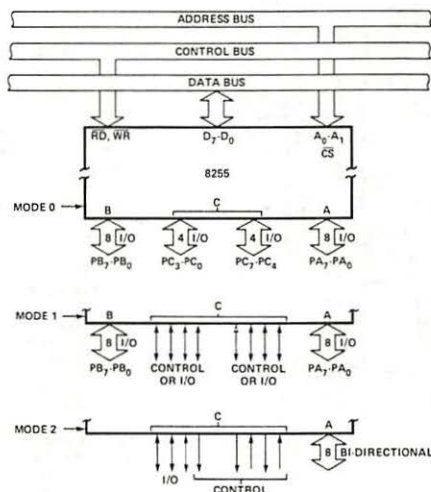 ADDRESS BUS
CONTROL BUS
DATA BUS
RD, WR D7-D0 A0-A1
CS
8255
MODE 0 B C A
8 I/O 4 I/O 4 I/O 8 I/O
PB7-PB0 PC3-PC0 PC7-PC4 PA7-PA0
MODE 1 B C A
8 I/O 8 I/O
PB7-PB0 CONTROL OR I/O CONTROL OR I/O PA7-PA0
MODE 2 C A
8 BI-DIRECTIONAL
I/O CONTROL